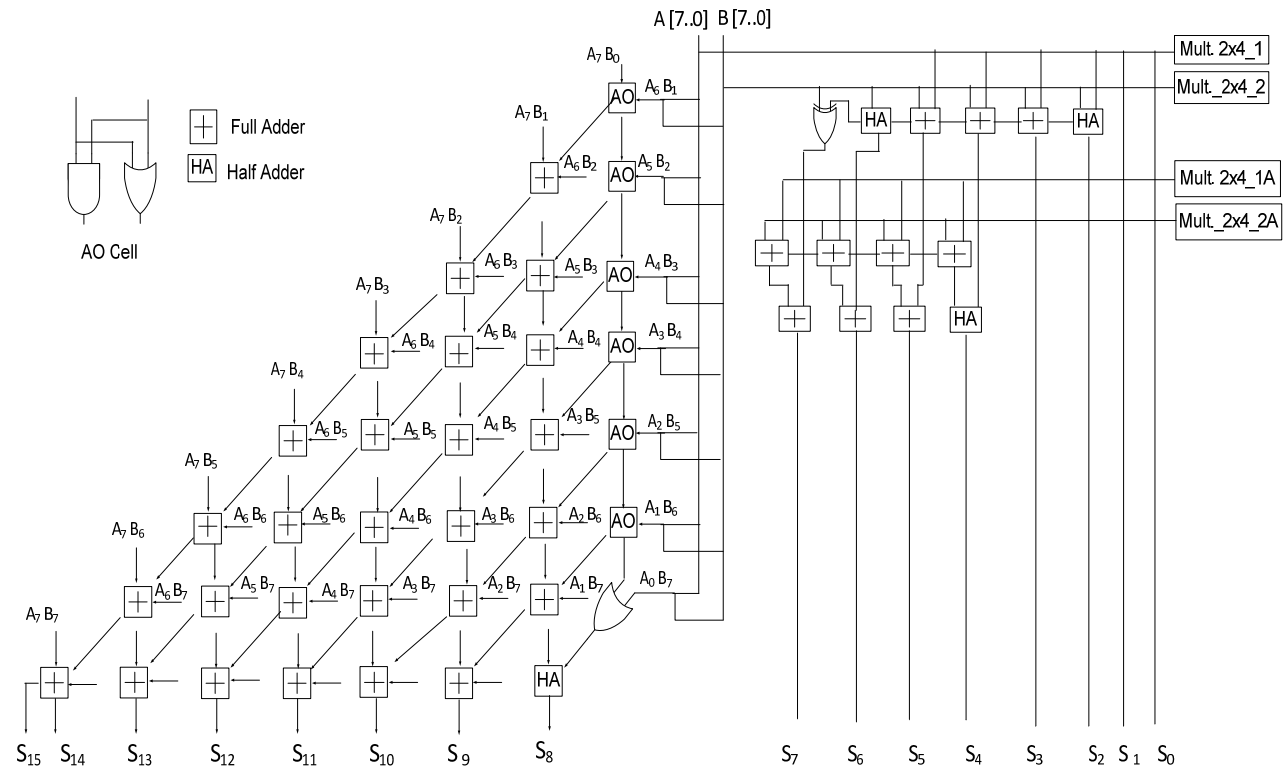 A [7..0] B [7..0]
Mult. 2x4_1
A₇ B₀
AO
A₆ B₁
Mult._2x4_2
+ Full Adder
A₇ B₁
HA + + + HA
HA Half Adder
+
A₆ B₂
AO
A₅ B₂
Mult. 2x4_1A
A₇ B₂
Mult._2x4_2A
AO Cell
+
A₆ B₃
+
A₅ B₃
AO
A₄ B₃
+ + + +
A₇ B₃
+ + + HA
+
A₆ B₄
+
A₅ B₄
+
A₄ B₄
AO
A₃ B₄
A₇ B₄
+
A₆ B₅
+
A₅ B₅
+
A₄ B₅
+
A₃ B₅
AO
A₂ B₅
A₇ B₅
+
A₆ B₆
+
A₅ B₆
+
A₄ B₆
+
A₃ B₆
+
A₂ B₆
AO
A₁ B₆
A₇ B₆
+
A₆ B₇
+
A₅ B₇
+
A₄ B₇
+
A₃ B₇
+
A₂ B₇
+
A₁ B₇
A₀ B₇
A₇ B₇
+ + + + + + HA
S₁₅ S₁₄ S₁₃ S₁₂ S₁₁ S₁₀ S₉ S₈ S₇ S₆ S₅ S₄ S₃ S₂ S₁ S₀